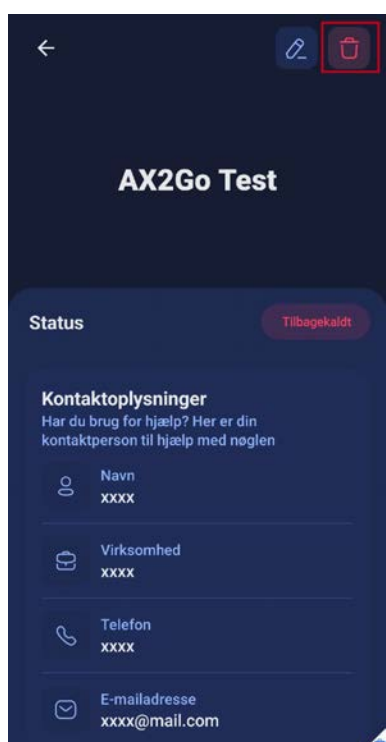 AX2Go Test
Status
Tilbagekaldt
Kontaktoplysninger
Har du brug for hjælp? Her er din
kontaktperson til hjælp med nøglen
Navn
xxxx
Virksomhed
xxxx
Telefon
xxxx
E-mailadresse
xxxx@mail.com